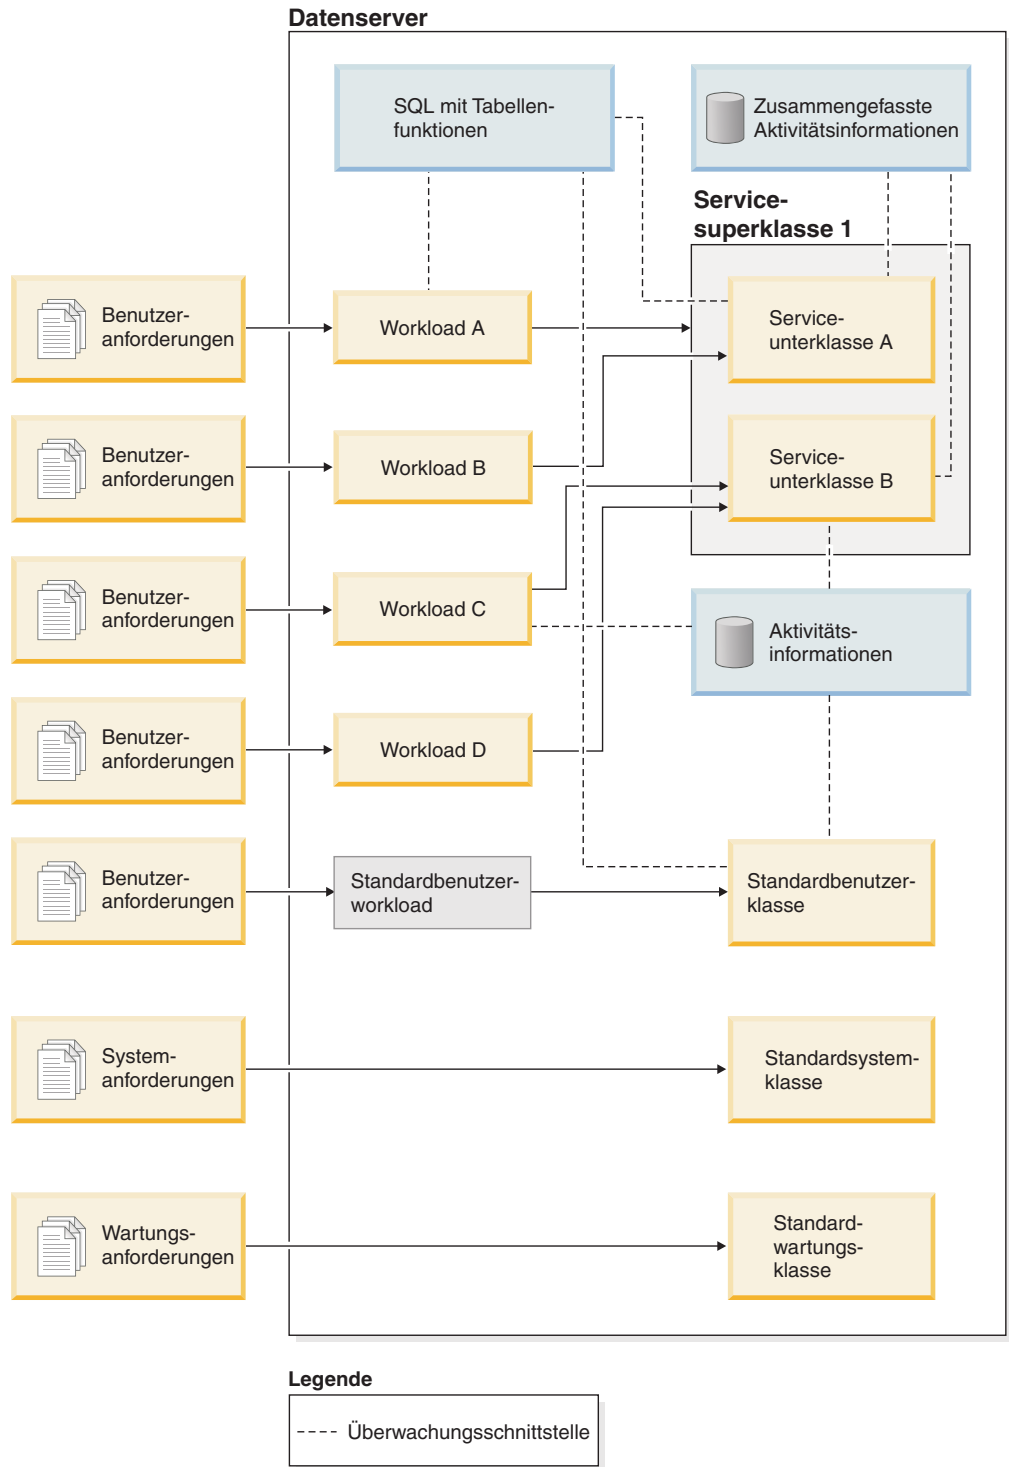 Datenserver
SQL mit Tabellen-
funktionen
Zusammengefasste
Aktivitätsinformationen
Service-
superklasse 1
Benutzer-
anforderungen
Workload A
Service-
unterklasse A
Benutzer-
anforderungen
Workload B
Service-
unterklasse B
Benutzer-
anforderungen
Workload C
Aktivitäts-
informationen
Benutzer-
anforderungen
Workload D
Benutzer-
anforderungen
Standardbenutzer-
workload
Standardbenutzer-
klasse
System-
anforderungen
Standardsystem-
klasse
Wartungs-
anforderungen
Standard-
wartungs-
klasse
Legende
Überwachungsschnittstelle